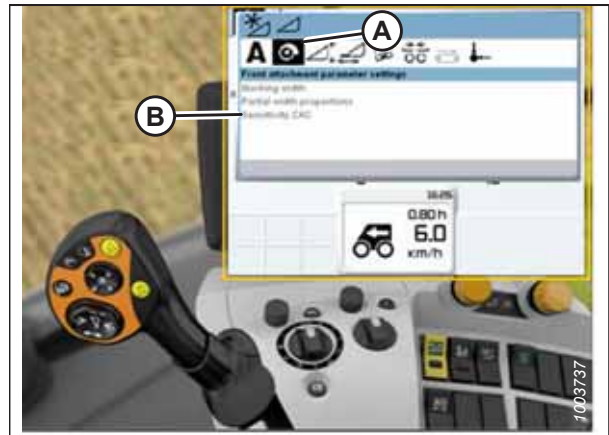 A
A
Front attachment parameter settings
Working width
Partial width proportions
B
Sensitivity CAC
0.80 h
6.0
km/h
1003737